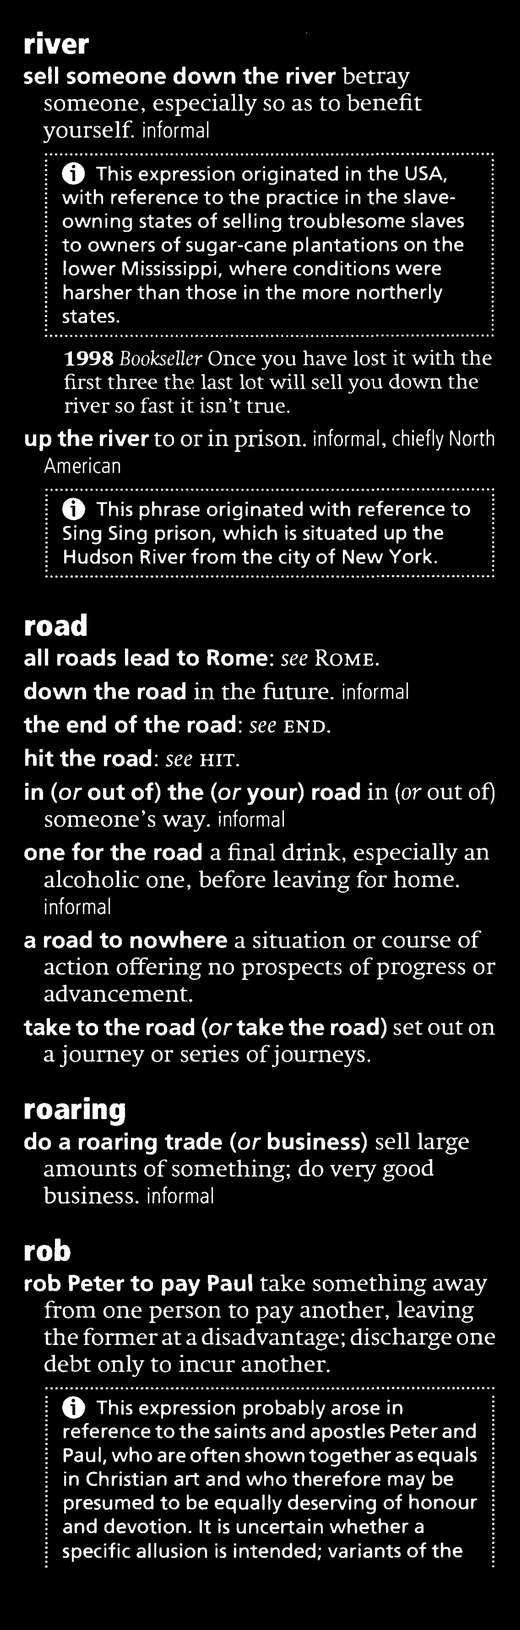 river
sell someone down the river betray
someone, especially so as to benefit
yourself. informal
ⓘ This expression originated in the USA,
with reference to the practice in the slave-
owning states of selling troublesome slaves
to owners of sugar-cane plantations on the
lower Mississippi, where conditions were
harsher than those in the more northerly
states.
1998 Bookseller Once you have lost it with the
first three the last lot will sell you down the
river so fast it isn't true.
up the river to or in prison. informal, chiefly North
American
ⓘ This phrase originated with reference to
Sing Sing prison, which is situated up the
Hudson River from the city of New York.
road
all roads lead to Rome: see ROME.
down the road in the future. informal
the end of the road: see END.
hit the road: see HIT.
in (or out of) the (or your) road in (or out of)
someone's way. informal
one for the road a final drink, especially an
alcoholic one, before leaving for home.
informal
a road to nowhere a situation or course of
action offering no prospects of progress or
advancement.
take to the road (or take the road) set out on
a journey or series of journeys.
roaring
do a roaring trade (or business) sell large
amounts of something; do very good
business. informal
rob
rob Peter to pay Paul take something away
from one person to pay another, leaving
the former at a disadvantage; discharge one
debt only to incur another.
ⓘ This expression probably arose in
reference to the saints and apostles Peter and
Paul, who are often shown together as equals
in Christian art and who therefore may be
presumed to be equally deserving of honour
and devotion. It is uncertain whether a
specific allusion is intended; variants of the